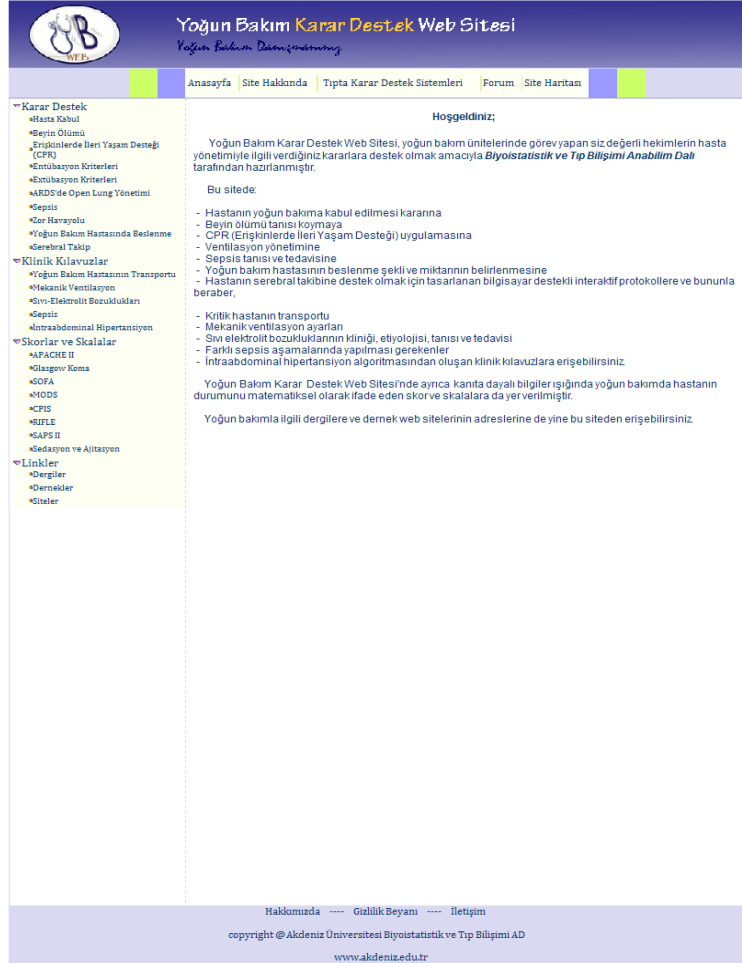 YB
WEPs
Yoğun Bakım Karar Destek Web Sitesi
Yoğun Bakım Danışmanınız
Anasayfa Site Hakkında Tıpta Karar Destek Sistemleri Forum Site Haritası
Karar Destek
Hasta Kabul
Beyin Ölümü
Erişkinlerde İleri Yaşam Desteği
(CPR)
Entübasyon Kriterleri
Extübasyon Kriterleri
ARDS'de Open Lung Yönetimi
Sepsis
Zor Havayolu
Yoğun Bakım Hastasında Beslenme
Serebral Takip
Klinik Kılavuzlar
Yoğun Bakım Hastasının Transportu
Mekanik Ventilasyon
Sıvı-Elektrolit Bozuklukları
Sepsis
İntraabdominal Hipertansiyon
Skorlar ve Skalalar
APACHE II
Glasgow Koma
SOFA
MODS
CPIS
RIFLE
SAPS II
Sedasyon ve Ajitasyon
Linkler
Dergiler
Dernekler
Siteler
Hoşgeldiniz;
Yoğun Bakım Karar Destek Web Sitesi, yoğun bakım ünitelerinde görev yapan siz değerli hekimlerin hasta
yönetimiyle ilgili verdiğiniz kararlara destek olmak amacıyla Biyoistatistik ve Tıp Bilişimi Anabilim Dalı
tarafından hazırlanmıştır.
Bu sitede:
- Hastanın yoğun bakıma kabul edilmesi kararına
- Beyin ölümü tanısı koymaya
- CPR (Erişkinlerde İleri Yaşam Desteği) uygulamasına
- Ventilasyon yönetimine
- Sepsis tanısı ve tedavisine
- Yoğun bakım hastasının beslenme şekli ve miktarının belirlenmesine
- Hastanın serebral takibine destek olmak için tasarlanan bilgisayar destekli interaktif protokollere ve bununla
beraber,
- Kritik hastanın transportu
- Mekanik ventilasyon ayarları
- Sıvı elektrolit bozukluklarının kliniği, etiyolojisi, tanısı ve tedavisi
- Farklı sepsis aşamalarında yapılması gerekenler
- İntraabdominal hipertansiyon algoritmasından oluşan klinik kılavuzlara erişebilirsiniz.
Yoğun Bakım Karar Destek Web Sitesi'nde ayrıca kanıta dayalı bilgiler ışığında yoğun bakımda hastanın
durumunu matematiksel olarak ifade eden skor ve skalalara da yer verilmiştir.
Yoğun bakımla ilgili dergilere ve dernek web sitelerinin adreslerine de yine bu siteden erişebilirsiniz.
Hakkımızda ---- Gizlilik Beyanı ---- İletişim
copyright @ Akdeniz Üniversitesi Biyoistatistik ve Tıp Bilişimi AD
www.akdeniz.edu.tr